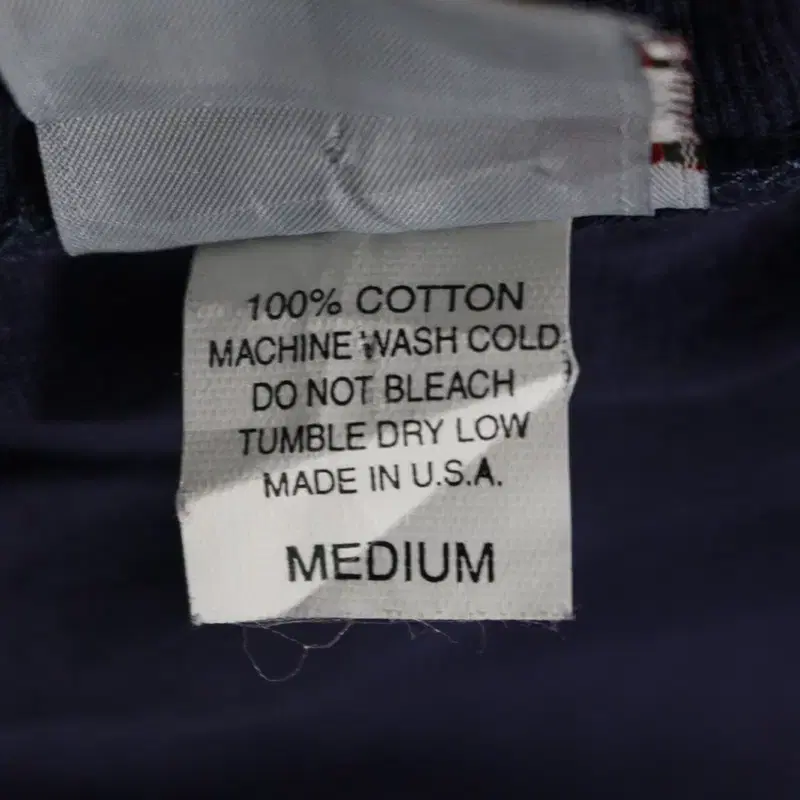 100% COTTON
MACHINE WASH COLD
DO NOT BLEACH
TUMBLE DRY LOW
MADE IN U.S.A.
MEDIUM